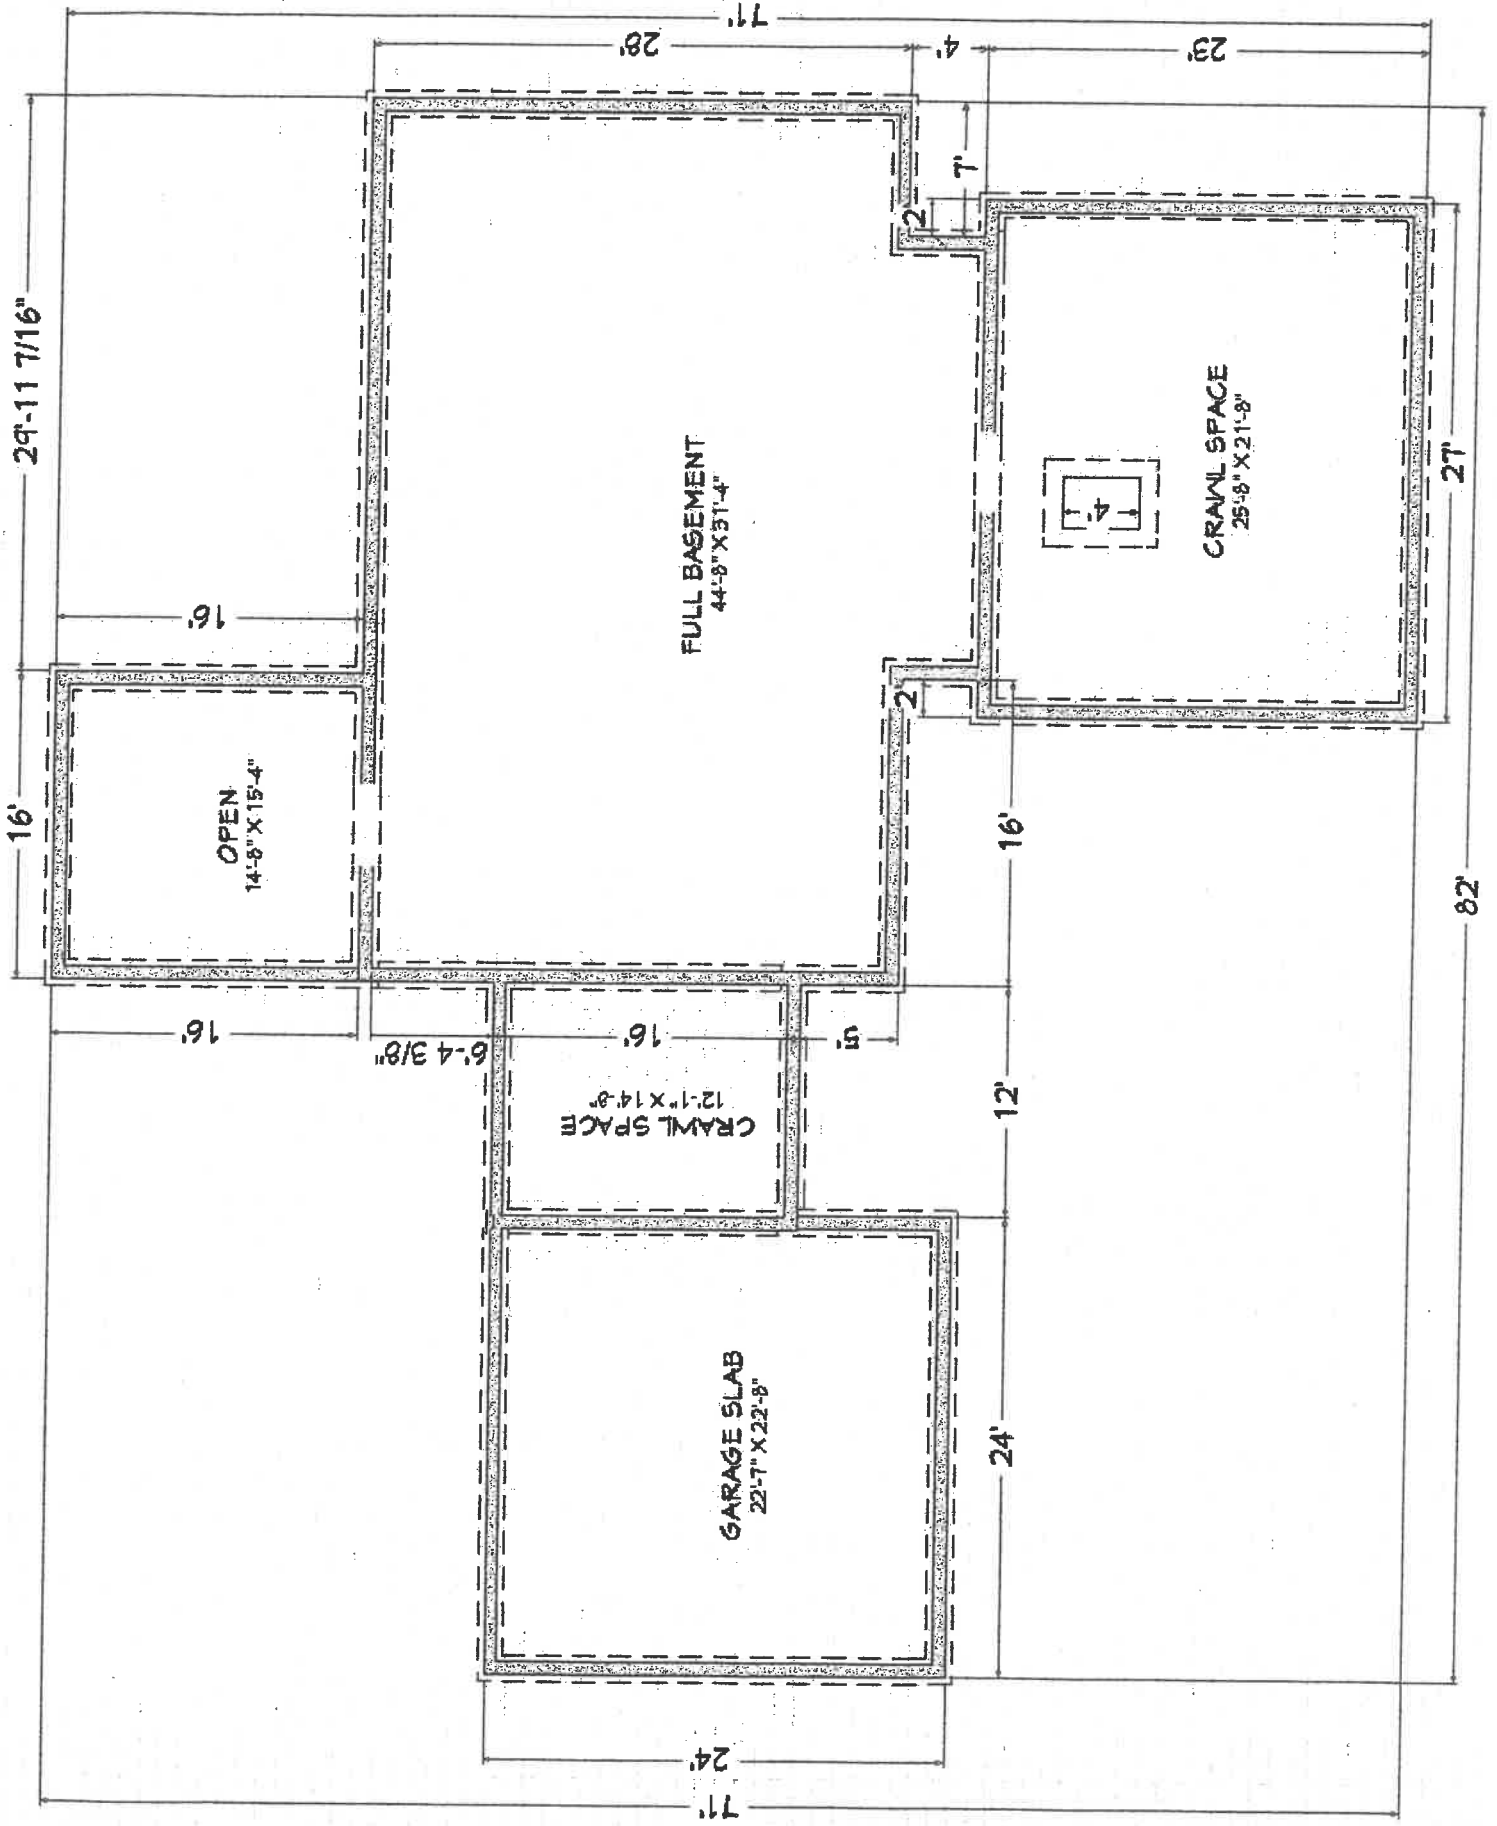 71'
28'
4'
23'
29'-11 7/16"
7'
2
16'
FULL BASEMENT
44'-8" X 31'-4"
CRAWL SPACE
25'-8" X 21'-8"
4'
27'
16'
OPEN
14'-8" X 15'-4"
2
16'
82'
16'
6'-4 3/8"
16'
5'
CRAWL SPACE
12'-1" X 14'-8"
12'
GARAGE SLAB
22'-7" X 22'-8"
24'
24'
71'